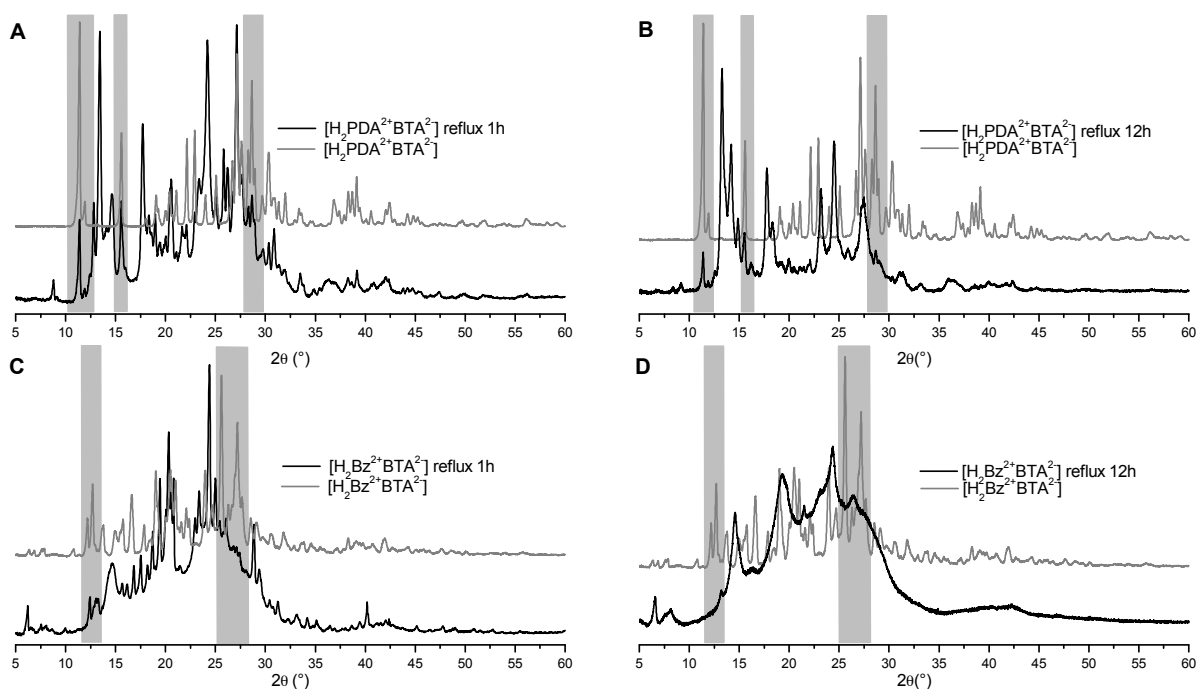 A
[H₂PDA²⁺BTA²⁻] reflux 1h
[H₂PDA²⁺BTA²⁻]
5 10 15 20 25 30 35 40 45 50 55 60
2θ (°)
B
[H₂PDA²⁺BTA²⁻] reflux 12h
[H₂PDA²⁺BTA²⁻]
5 10 15 20 25 30 35 40 45 50 55 60
2θ (°)
C
[H₂Bz²⁺BTA²⁻] reflux 1h
[H₂Bz²⁺BTA²⁻]
5 10 15 20 25 30 35 40 45 50 55 60
2θ (°)
D
[H₂Bz²⁺BTA²⁻] reflux 12h
[H₂Bz²⁺BTA²⁻]
5 10 15 20 25 30 35 40 45 50 55 60
2θ (°)